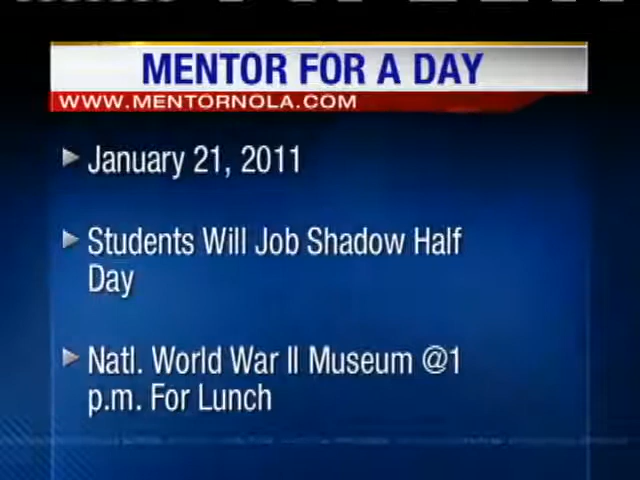 MENTOR FOR A DAY
WWW.MENTORNOLA.COM
January 21, 2011
Students Will Job Shadow Half
Day
Natl. World War II Museum @1
p.m. For Lunch